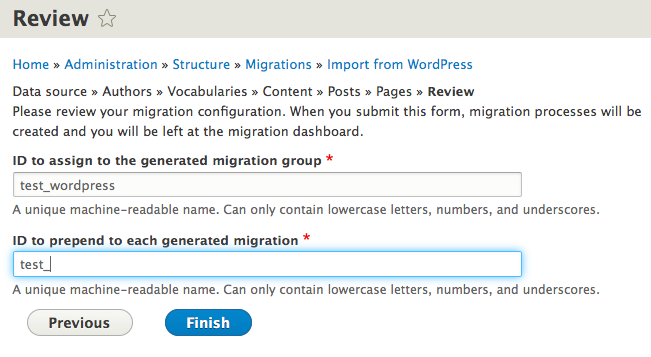 Review
Home » Administration » Structure » Migrations » Import from WordPress
Data source » Authors » Vocabularies » Content » Posts » Pages » Review
Please review your migration configuration. When you submit this form, migration processes will be
created and you will be left at the migration dashboard.
ID to assign to the generated migration group *
test_wordpress
A unique machine-readable name. Can only contain lowercase letters, numbers, and underscores.
ID to prepend to each generated migration *
test_
A unique machine-readable name. Can only contain lowercase letters, numbers, and underscores.
Previous Finish